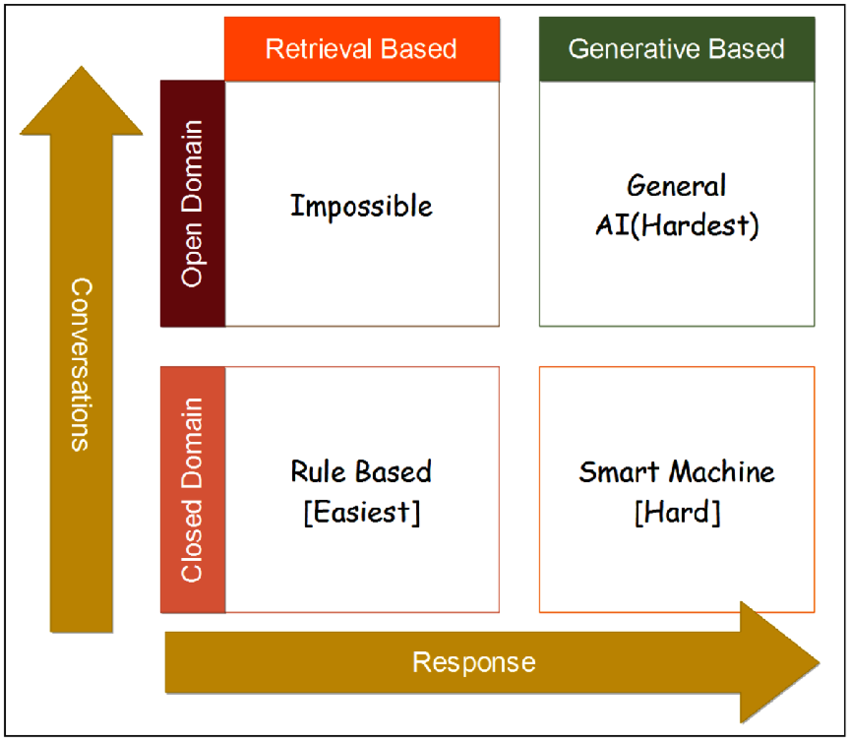 Retrieval Based
Generative Based
Open Domain
Impossible
General
AI(Hardest)
Conversations
Closed Domain
Rule Based
[Easiest]
Smart Machine
[Hard]
Response